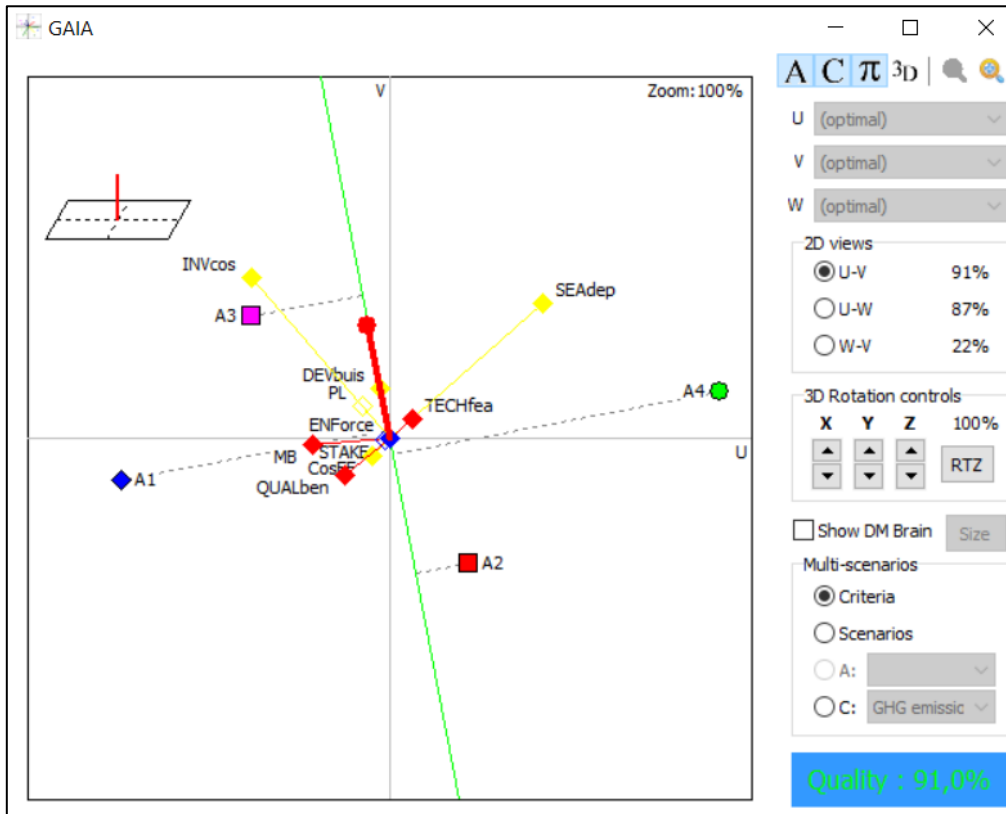 GAIA
V
Zoom: 100%
INVcos
SEAdep
A3
DEVbuis
PL
TECHfea
A4
ENForce
U
MB
STAKE
CosEF
QUALben
A1
A2
A C π 3D
U (optimal)
V (optimal)
W (optimal)
2D views
U-V 91%
U-W 87%
W-V 22%
3D Rotation controls
X Y Z 100%
RTZ
Show DM Brain Size
Multi-scenarios
Criteria
Scenarios
A:
C: GHG emissic
Quality : 91,0%